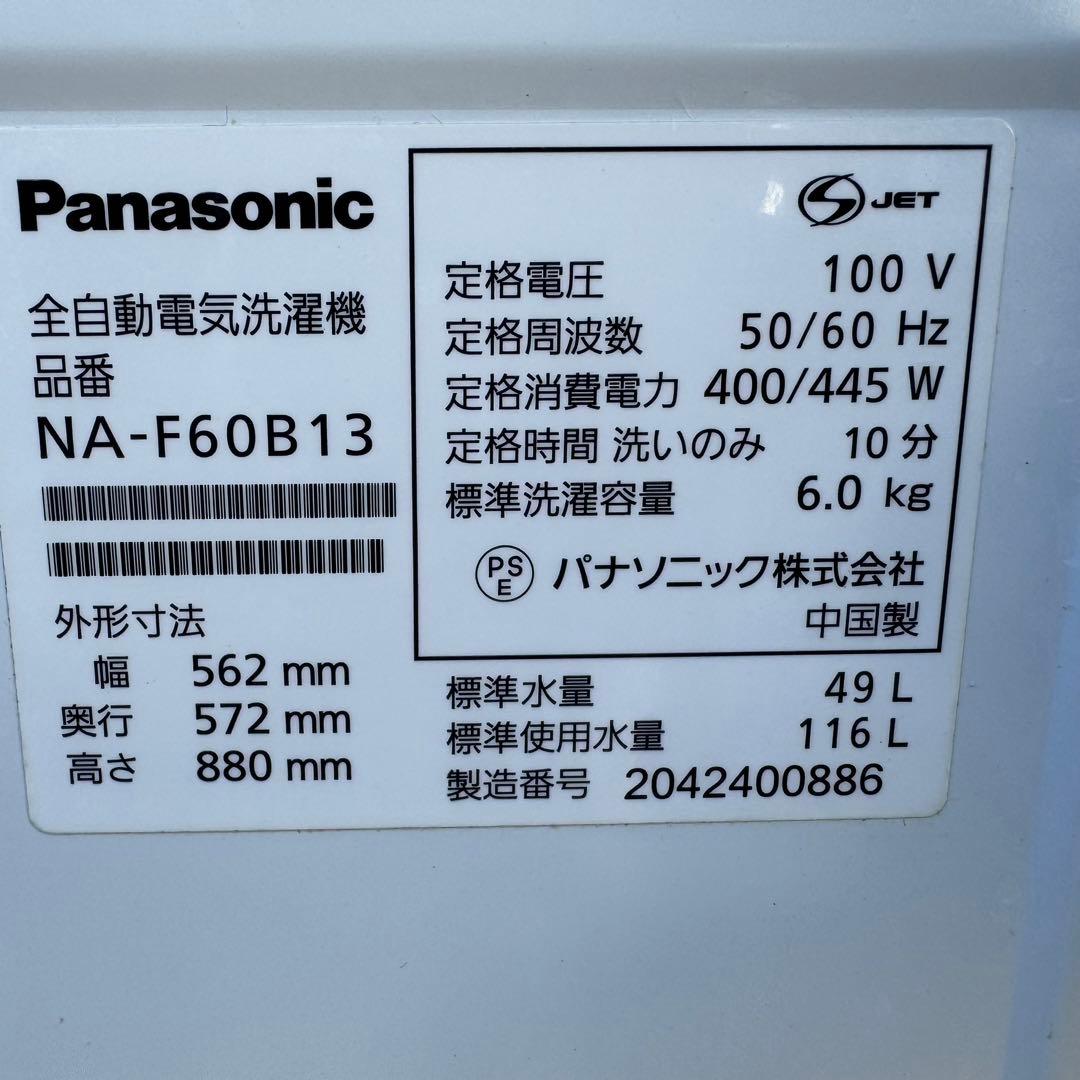 Panasonic
全自動電気洗濯機
品番
NA-F60B13
外形寸法
幅 562 mm
奥行 572 mm
高さ 880 mm
S JET
定格電圧 100 V
定格周波数 50/60 Hz
定格消費電力 400/445 W
定格時間 洗いのみ 10 分
標準洗濯容量 6.0 kg
PS E パナソニック株式会社
中国製
標準水量 49 L
標準使用水量 116 L
製造番号 2042400886